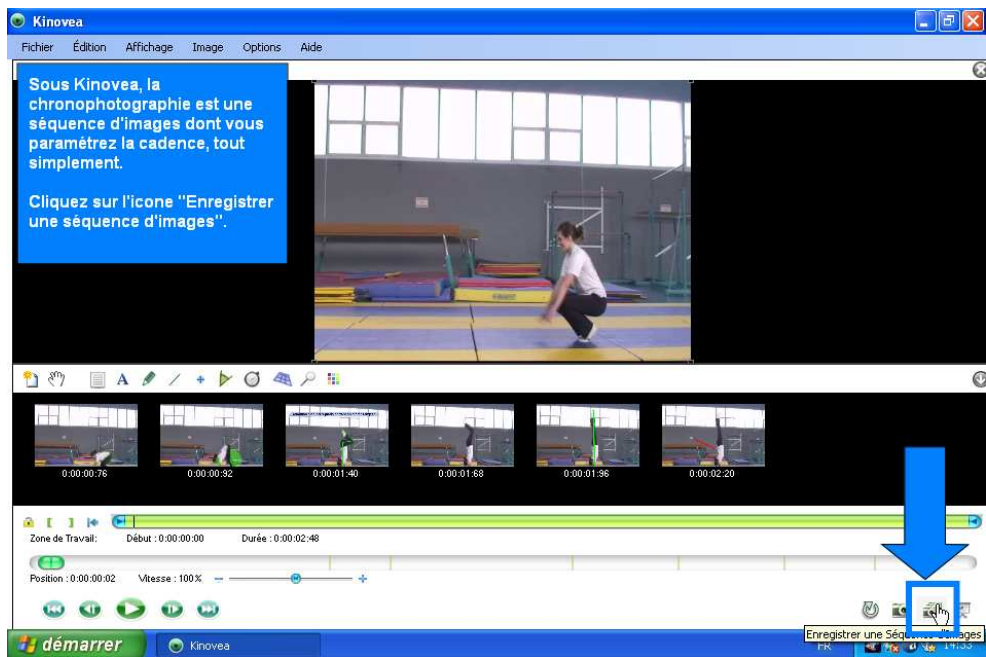 Kinovea
Fichier Édition Affichage Image Options Aide
Sous Kinovea, la
chronophotographie est une
séquence d'images dont vous
paramétrez la cadence, tout
simplement.
Cliquez sur l'icone "Enregistrer
une séquence d'images".
A
0:00:00:76 0:00:00:92 0:00:01:40 0:00:01:68 0:00:01:96 0:00:02:20
Zone de Travail: Début : 0:00:00:00 Durée : 0:00:02:48
Position : 0:00:00:02 Vitesse : 100%
Enregistrer une Séquence d'Images
démarrer Kinovea FR 14:33